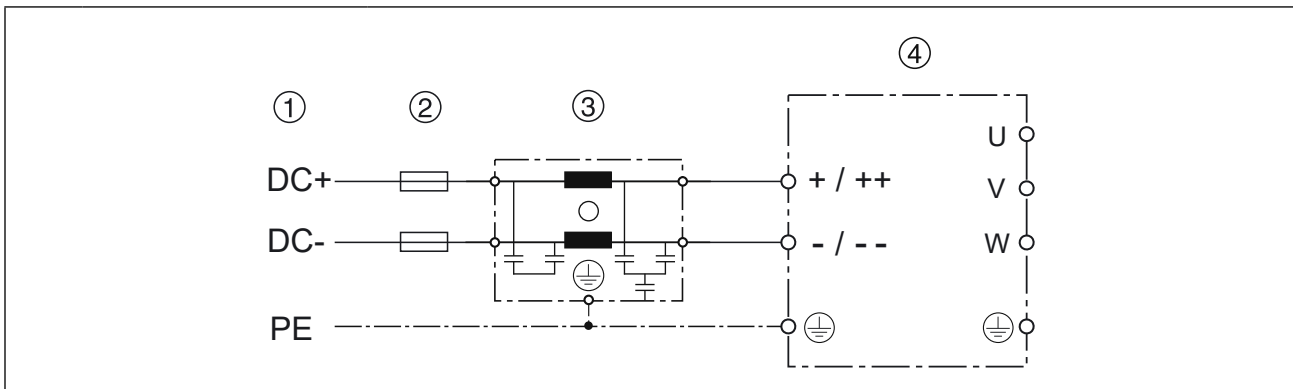 ④
① ② ③
U
DC+ + / ++
V
DC- - / --
W
PE